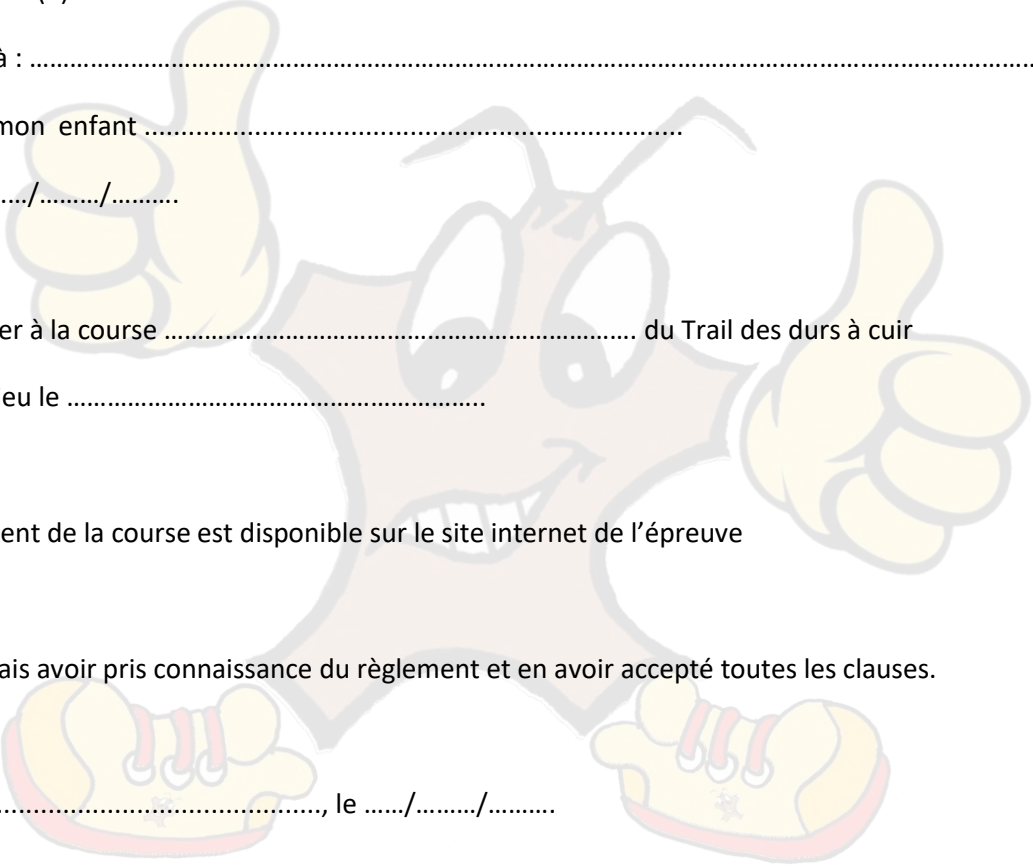 à : ……………………………………………………………………………………………………………………………
mon  enfant ..........................................................................
....../………/……….
er à la course ……………………………………………………………. du Trail des durs à cuir
eu le ……………………………………………………..
ent de la course est disponible sur le site internet de l’épreuve
ais avoir pris connaissance du règlement et en avoir accepté toutes les clauses.
............................................., le ……/………/……….